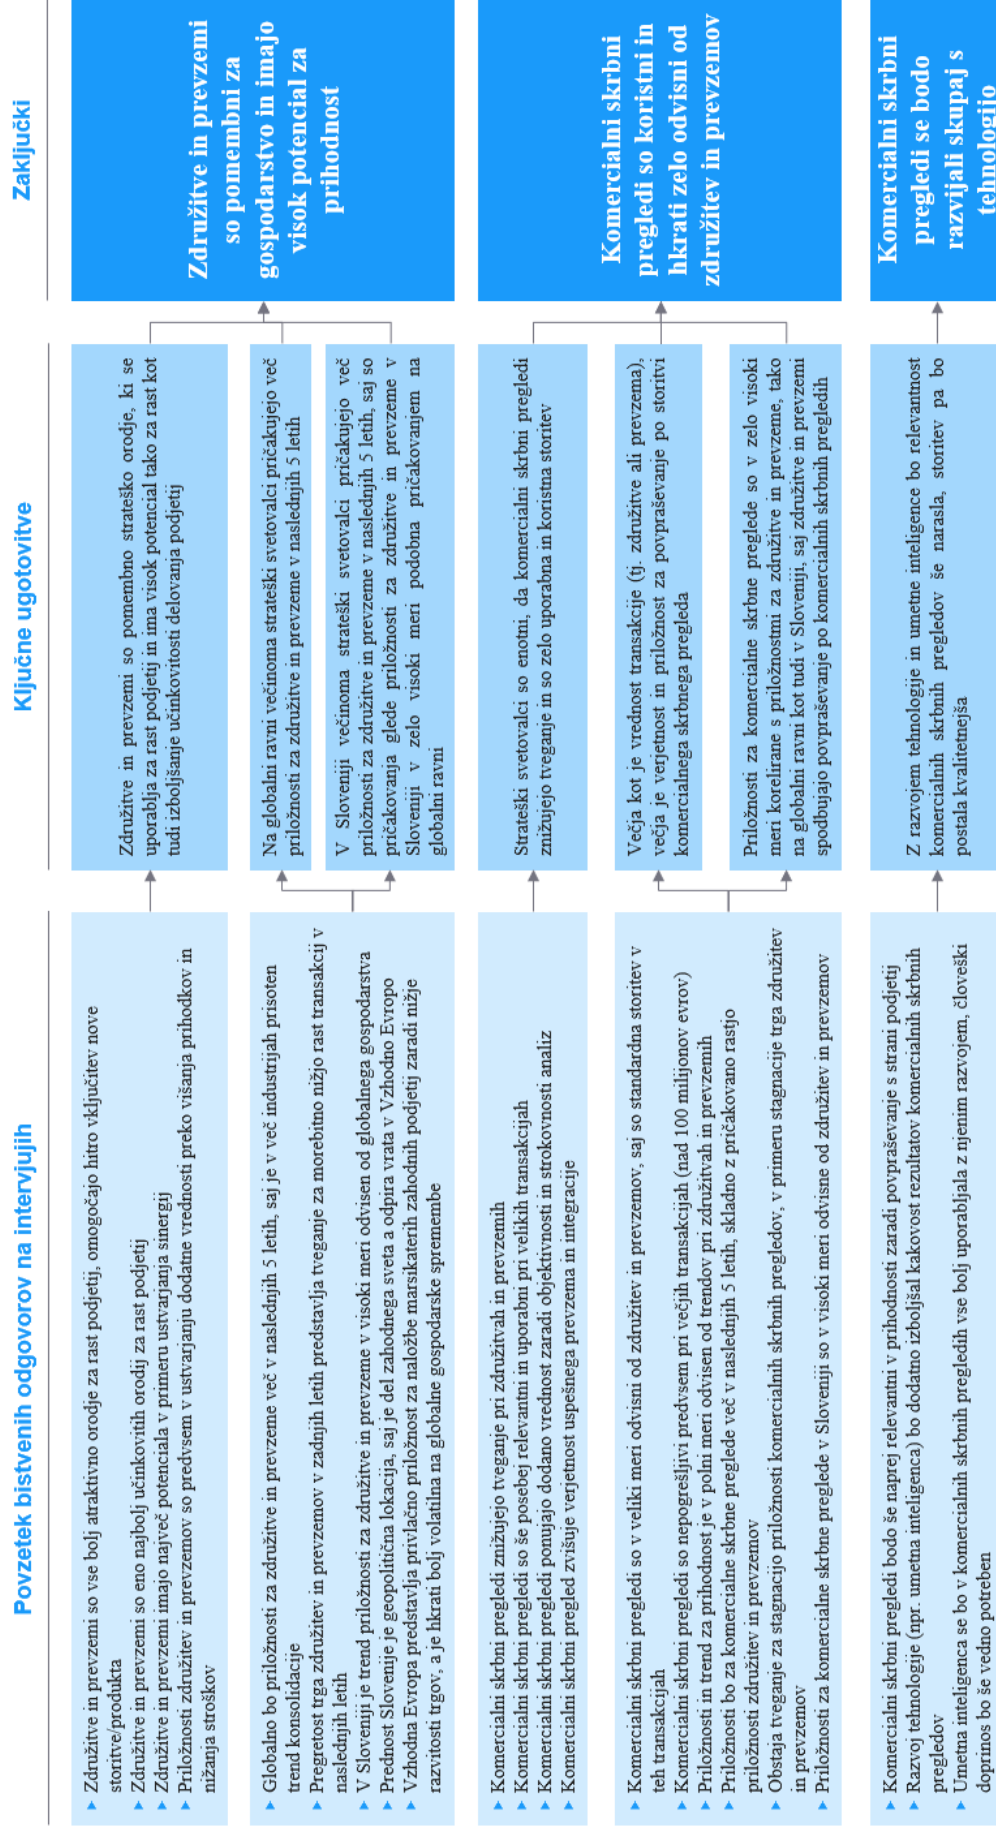 Povzetek bistvenih odgovorov na intervjujih
Združitve in prevzemi so vse bolj atraktivno orodje za rast podjetij, omogočajo hitro vključitev nove
storitve/produkta
Združitve in prevzemi so eno najbolj učinkovitih orodij za rast podjetij
Združitve in prevzemi imajo največ potenciala v primeru ustvarjanja sinergij
Priložnosti združitev in prevzemov so predvsem v ustvarjanju dodatne vrednosti preko višanja prihodkov in
nižanja stroškov
Globalno bo priložnosti za združitve in prevzeme več v naslednjih 5 letih, saj je v več industrijah prisoten
trend konsolidacije
Pregretost trga združitev in prevzemov v zadnjih letih predstavlja tveganje za morebitno nižjo rast transakcij v
naslednjih letih
V Sloveniji je trend priložnosti za združitve in prevzeme v visoki meri odvisen od globalnega gospodarstva
Prednost Slovenije je geopolitična lokacija, saj je del zahodnega sveta a odpira vrata v Vzhodno Evropo
Vzhodna Evropa predstavlja privlačno priložnost za naložbe marsikaterih zahodnih podjetij zaradi nižje
razvitosti trgov, a je hkrati bolj volatilna na globalne gospodarske spremembe
Komercialni skrbni pregledi znižujejo tveganje pri združitvah in prevzemih
Komercialni skrbni pregledi so še posebej relevantni in uporabni pri velikih transakcijah
Komercialni skrbni pregledi ponujajo dodano vrednost zaradi objektivnosti in strokovnosti analiz
Komercialni skrbni pregled zvišuje verjetnost uspešnega prevzema in integracije
Komercialni skrbni pregledi so v veliki meri odvisni od združitev in prevzemov, saj so standardna storitev v
teh transakcijah
Komercialni skrbni pregledi so nepogrešljivi predvsem pri večjih transakcijah (nad 100 milijonov evrov)
Priložnosti in trend za prihodnost je v polni meri odvisen od trendov pri združitvah in prevzemih
Priložnosti bo za komercialne skrbne preglede več v naslednjih 5 letih, skladno z pričakovano rastjo
priložnosti združitev in prevzemov
Obstaja tveganje za stagnacijo priložnosti komercialnih skrbnih pregledov, v primeru stagnacije trga združitev
in prevzemov
Priložnosti za komercialne skrbne preglede v Sloveniji so v visoki meri odvisne od združitev in prevzemov
Komercialni skrbni pregledi bodo še naprej relevantni v prihodnosti zaradi povpraševanje s strani podjetij
Razvoj tehnologije (npr. umetna inteligenca) bo dodatno izboljšal kakovost rezultatov komercialnih skrbnih
pregledov
Umetna inteligenca se bo v komercialnih skrbnih pregledih vse bolj uporabljala z njenim razvojem, človeški
doprinos bo še vedno potreben
Ključne ugotovitve
Združitve in prevzemi so pomembno strateško orodje, ki se
uporablja za rast podjetij in ima visok potencial tako za rast kot
tudi izboljšanje učinkovitosti delovanja podjetij
Na globalni ravni večinoma strateški svetovalci pričakujejo več
priložnosti za združitve in prevzeme v naslednjih 5 letih
V Sloveniji večinoma strateški svetovalci pričakujejo več
priložnosti za združitve in prevzeme v naslednjih 5 letih, saj so
pričakovanja glede priložnosti za združitve in prevzeme v
Sloveniji v zelo visoki meri podobna pričakovanjem na
globalni ravni
Strateški svetovalci so enotni, da komercialni skrbni pregledi
znižujejo tveganje in so zelo uporabna in koristna storitev
Večja kot je vrednost transakcije (tj. združitve ali prevzema),
večja je verjetnost in priložnost za povpraševanje po storitvi
komercialnega skrbnega pregleda
Priložnosti za komercialne skrbne preglede so v zelo visoki
meri korelirane s priložnostmi za združitve in prevzeme, tako
na globalni ravni kot tudi v Sloveniji, saj združitve in prevzemi
spodbujajo povpraševanje po komercialnih skrbnih pregledih
Z razvojem tehnologije in umetne inteligence bo relevantnost
komercialnih skrbnih pregledov še narasla, storitev pa bo
postala kvalitetnejša
Zaključki
Združitve in prevzemi
so pomembni za
gospodarstvo in imajo
visok potencial za
prihodnost
Komercialni skrbni
pregledi so koristni in
hkrati zelo odvisni od
združitev in prevzemov
Komercialni skrbni
pregledi se bodo
razvijali skupaj s
tehnologijo